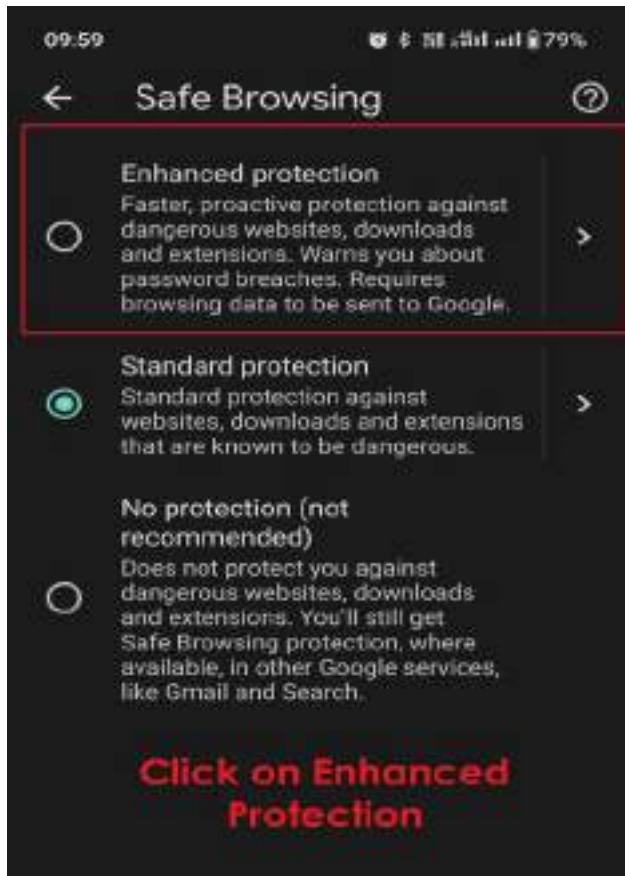 09:59
79%
Safe Browsing
Enhanced protection
Faster, proactive protection against
dangerous websites, downloads
and extensions. Warns you about
password breaches. Requires
browsing data to be sent to Google.
Standard protection
Standard protection against
websites, downloads and extensions
that are known to be dangerous.
No protection (not
recommended)
Does not protect you against
dangerous websites, downloads
and extensions. You'll still get
Safe Browsing protection, where
available, in other Google services,
like Gmail and Search.
Click on Enhanced
Protection